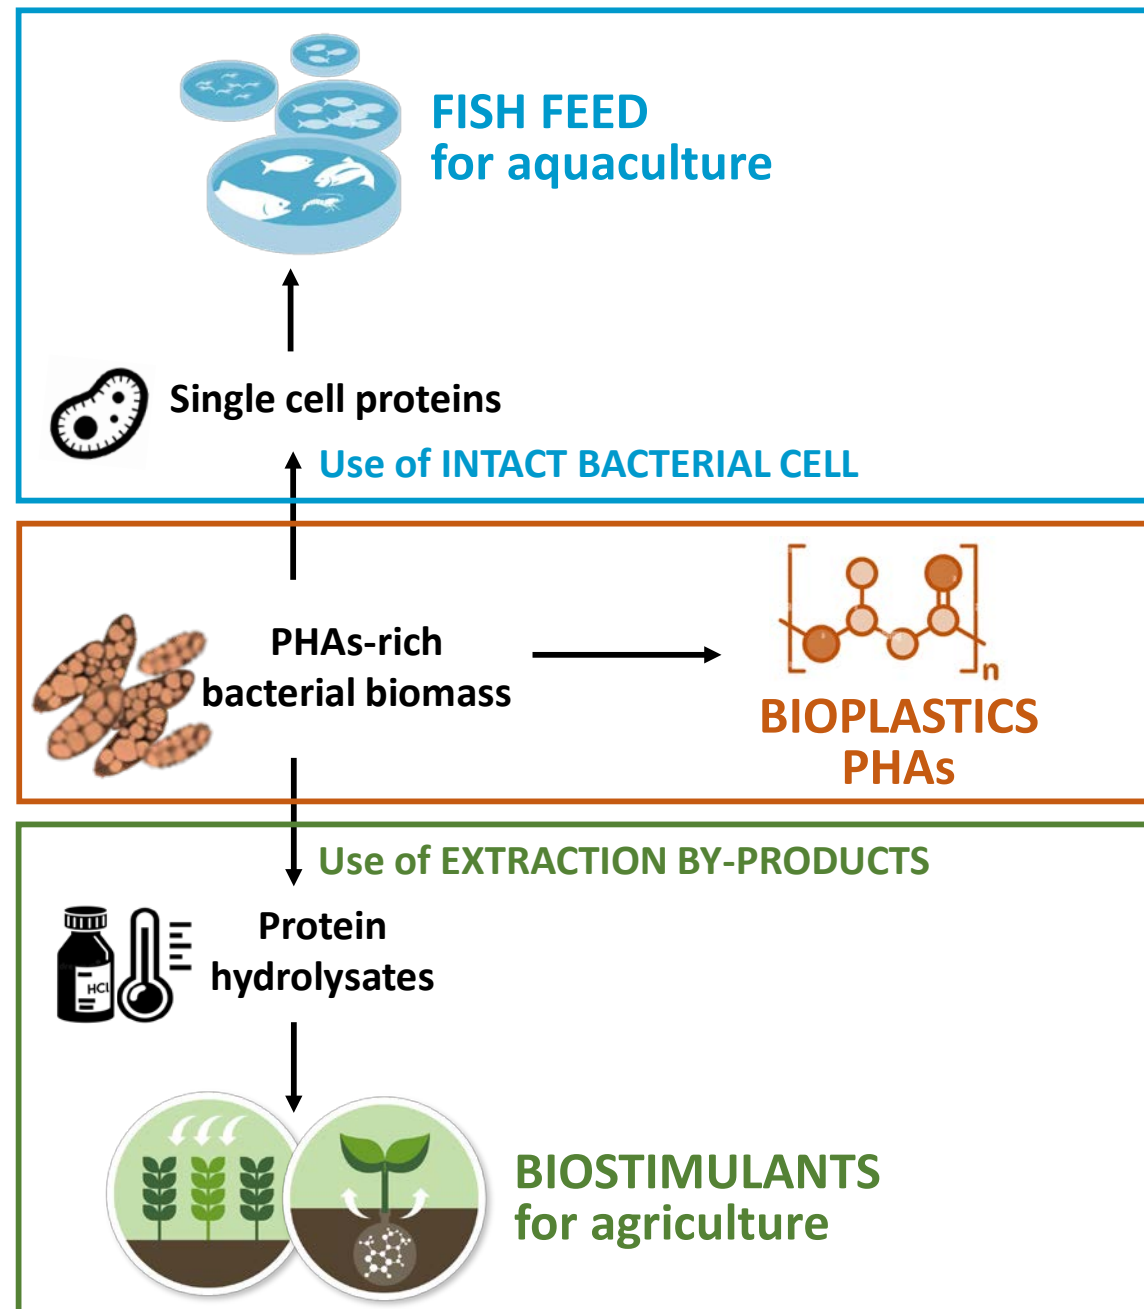 FISH FEED
for aquaculture
Single cell proteins
Use of INTACT BACTERIAL CELL
PHAs-rich
bacterial biomass
n
BIOPLASTICS
PHAs
Use of EXTRACTION BY-PRODUCTS
Protein
hydrolysates
HCl
BIOSTIMULANTS
for agriculture